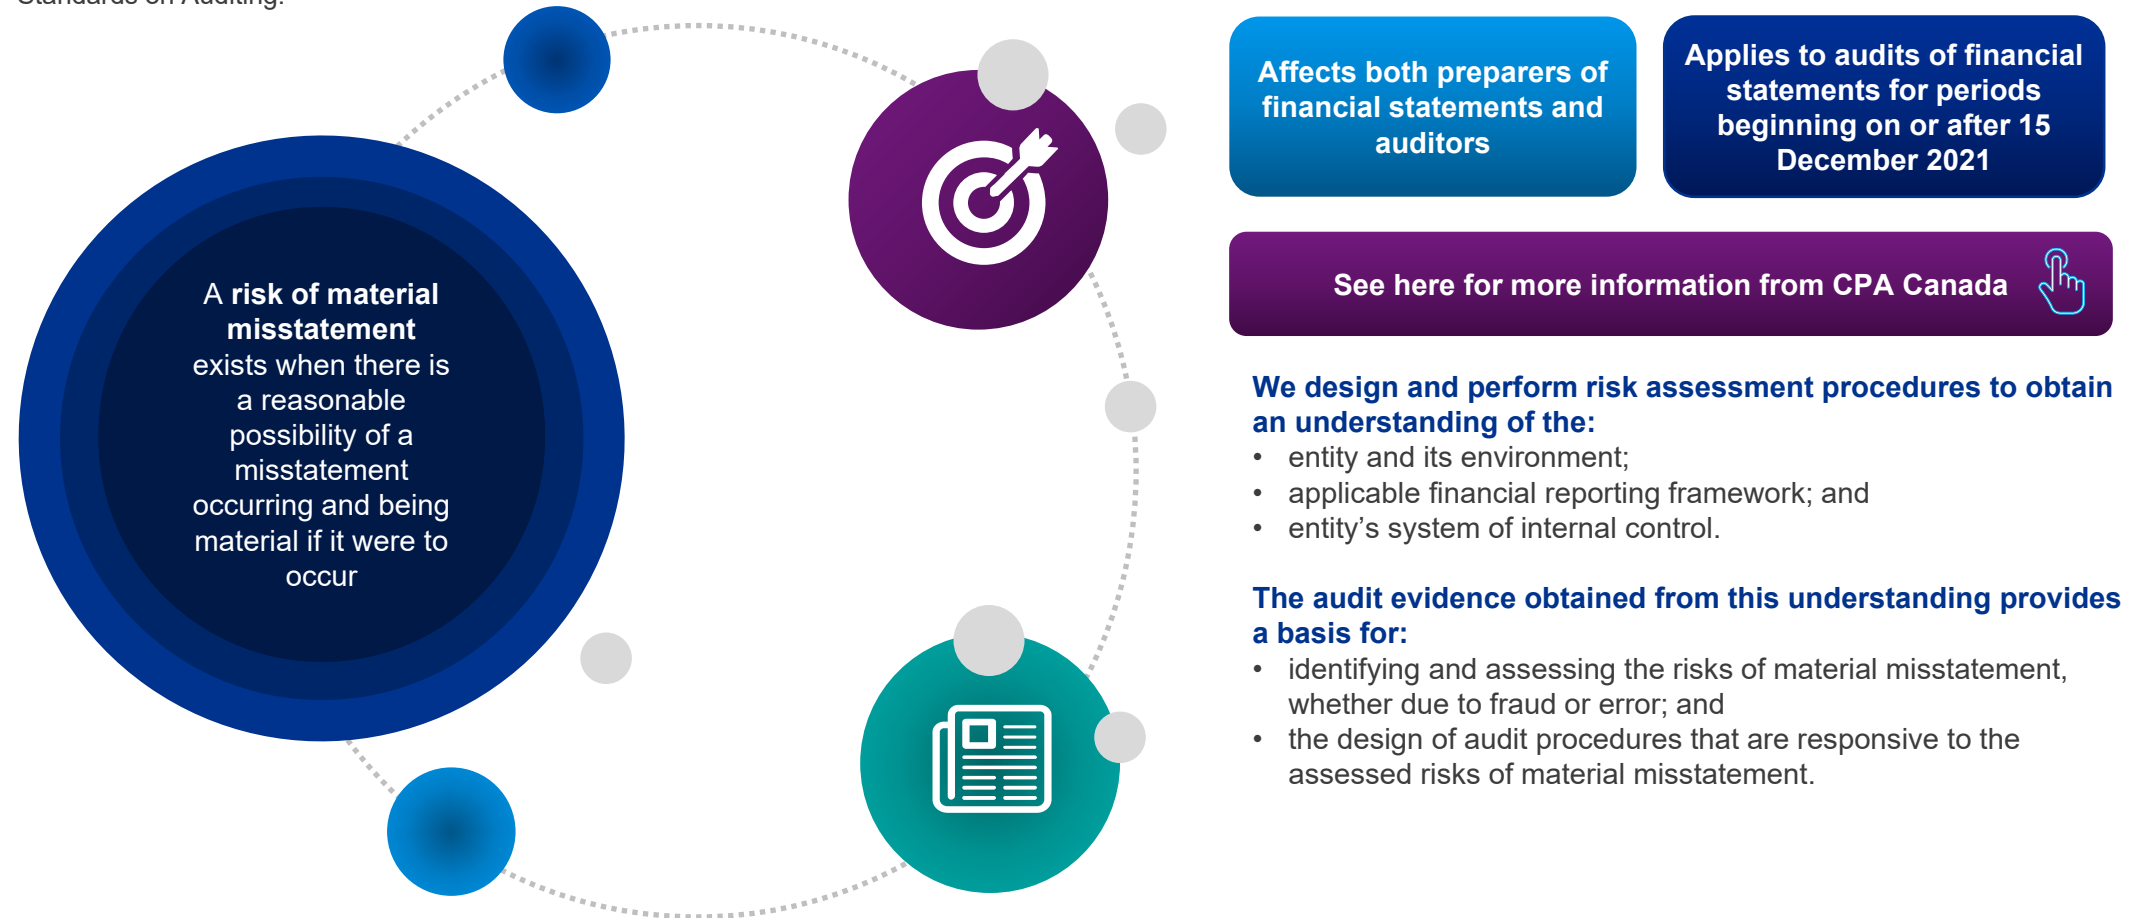 Standards on Auditing.
A risk of material
misstatement
exists when there is
a reasonable
possibility of a
misstatement
occurring and being
material if it were to
occur
Affects both preparers of
financial statements and
auditors
Applies to audits of financial
statements for periods
beginning on or after 15
December 2021
See here for more information from CPA Canada
We design and perform risk assessment procedures to obtain
an understanding of the:
• entity and its environment;
• applicable financial reporting framework; and
• entity’s system of internal control.
The audit evidence obtained from this understanding provides
a basis for:
• identifying and assessing the risks of material misstatement,
whether due to fraud or error; and
• the design of audit procedures that are responsive to the
assessed risks of material misstatement.